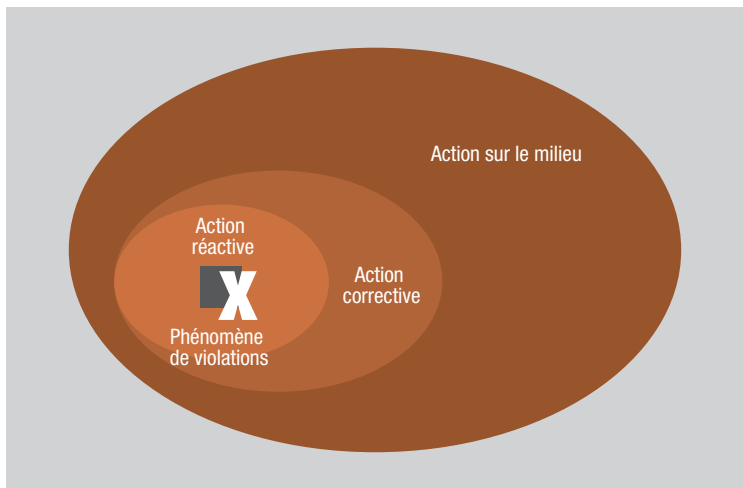 Action sur le milieu
Action
réactive
Action
corrective
X
Phénomène
de violations